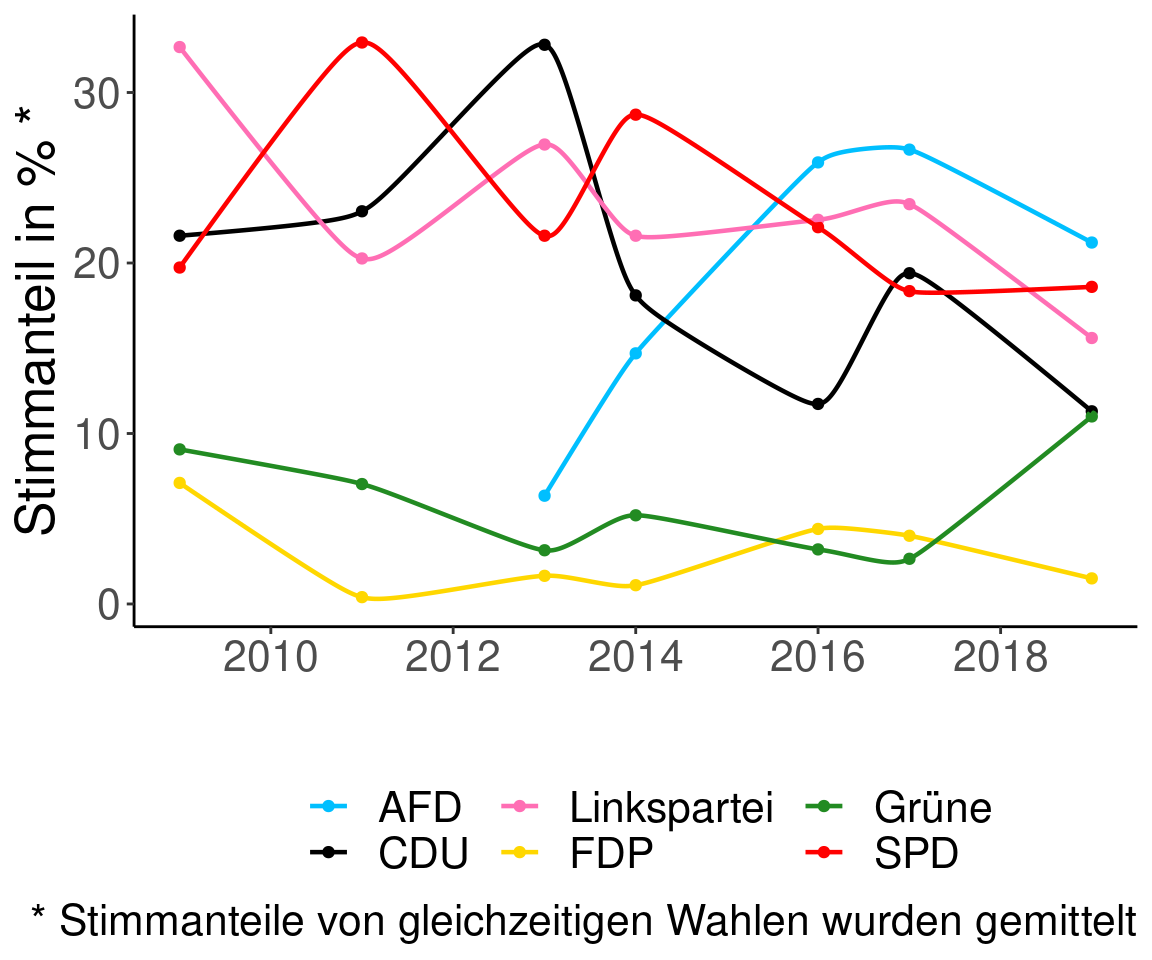 Stimmanteil in % *
30
20
10
0
2010 2012 2014 2016 2018
AFD Linkspartei Grüne
CDU FDP SPD
* Stimmanteile von gleichzeitigen Wahlen wurden gemittelt